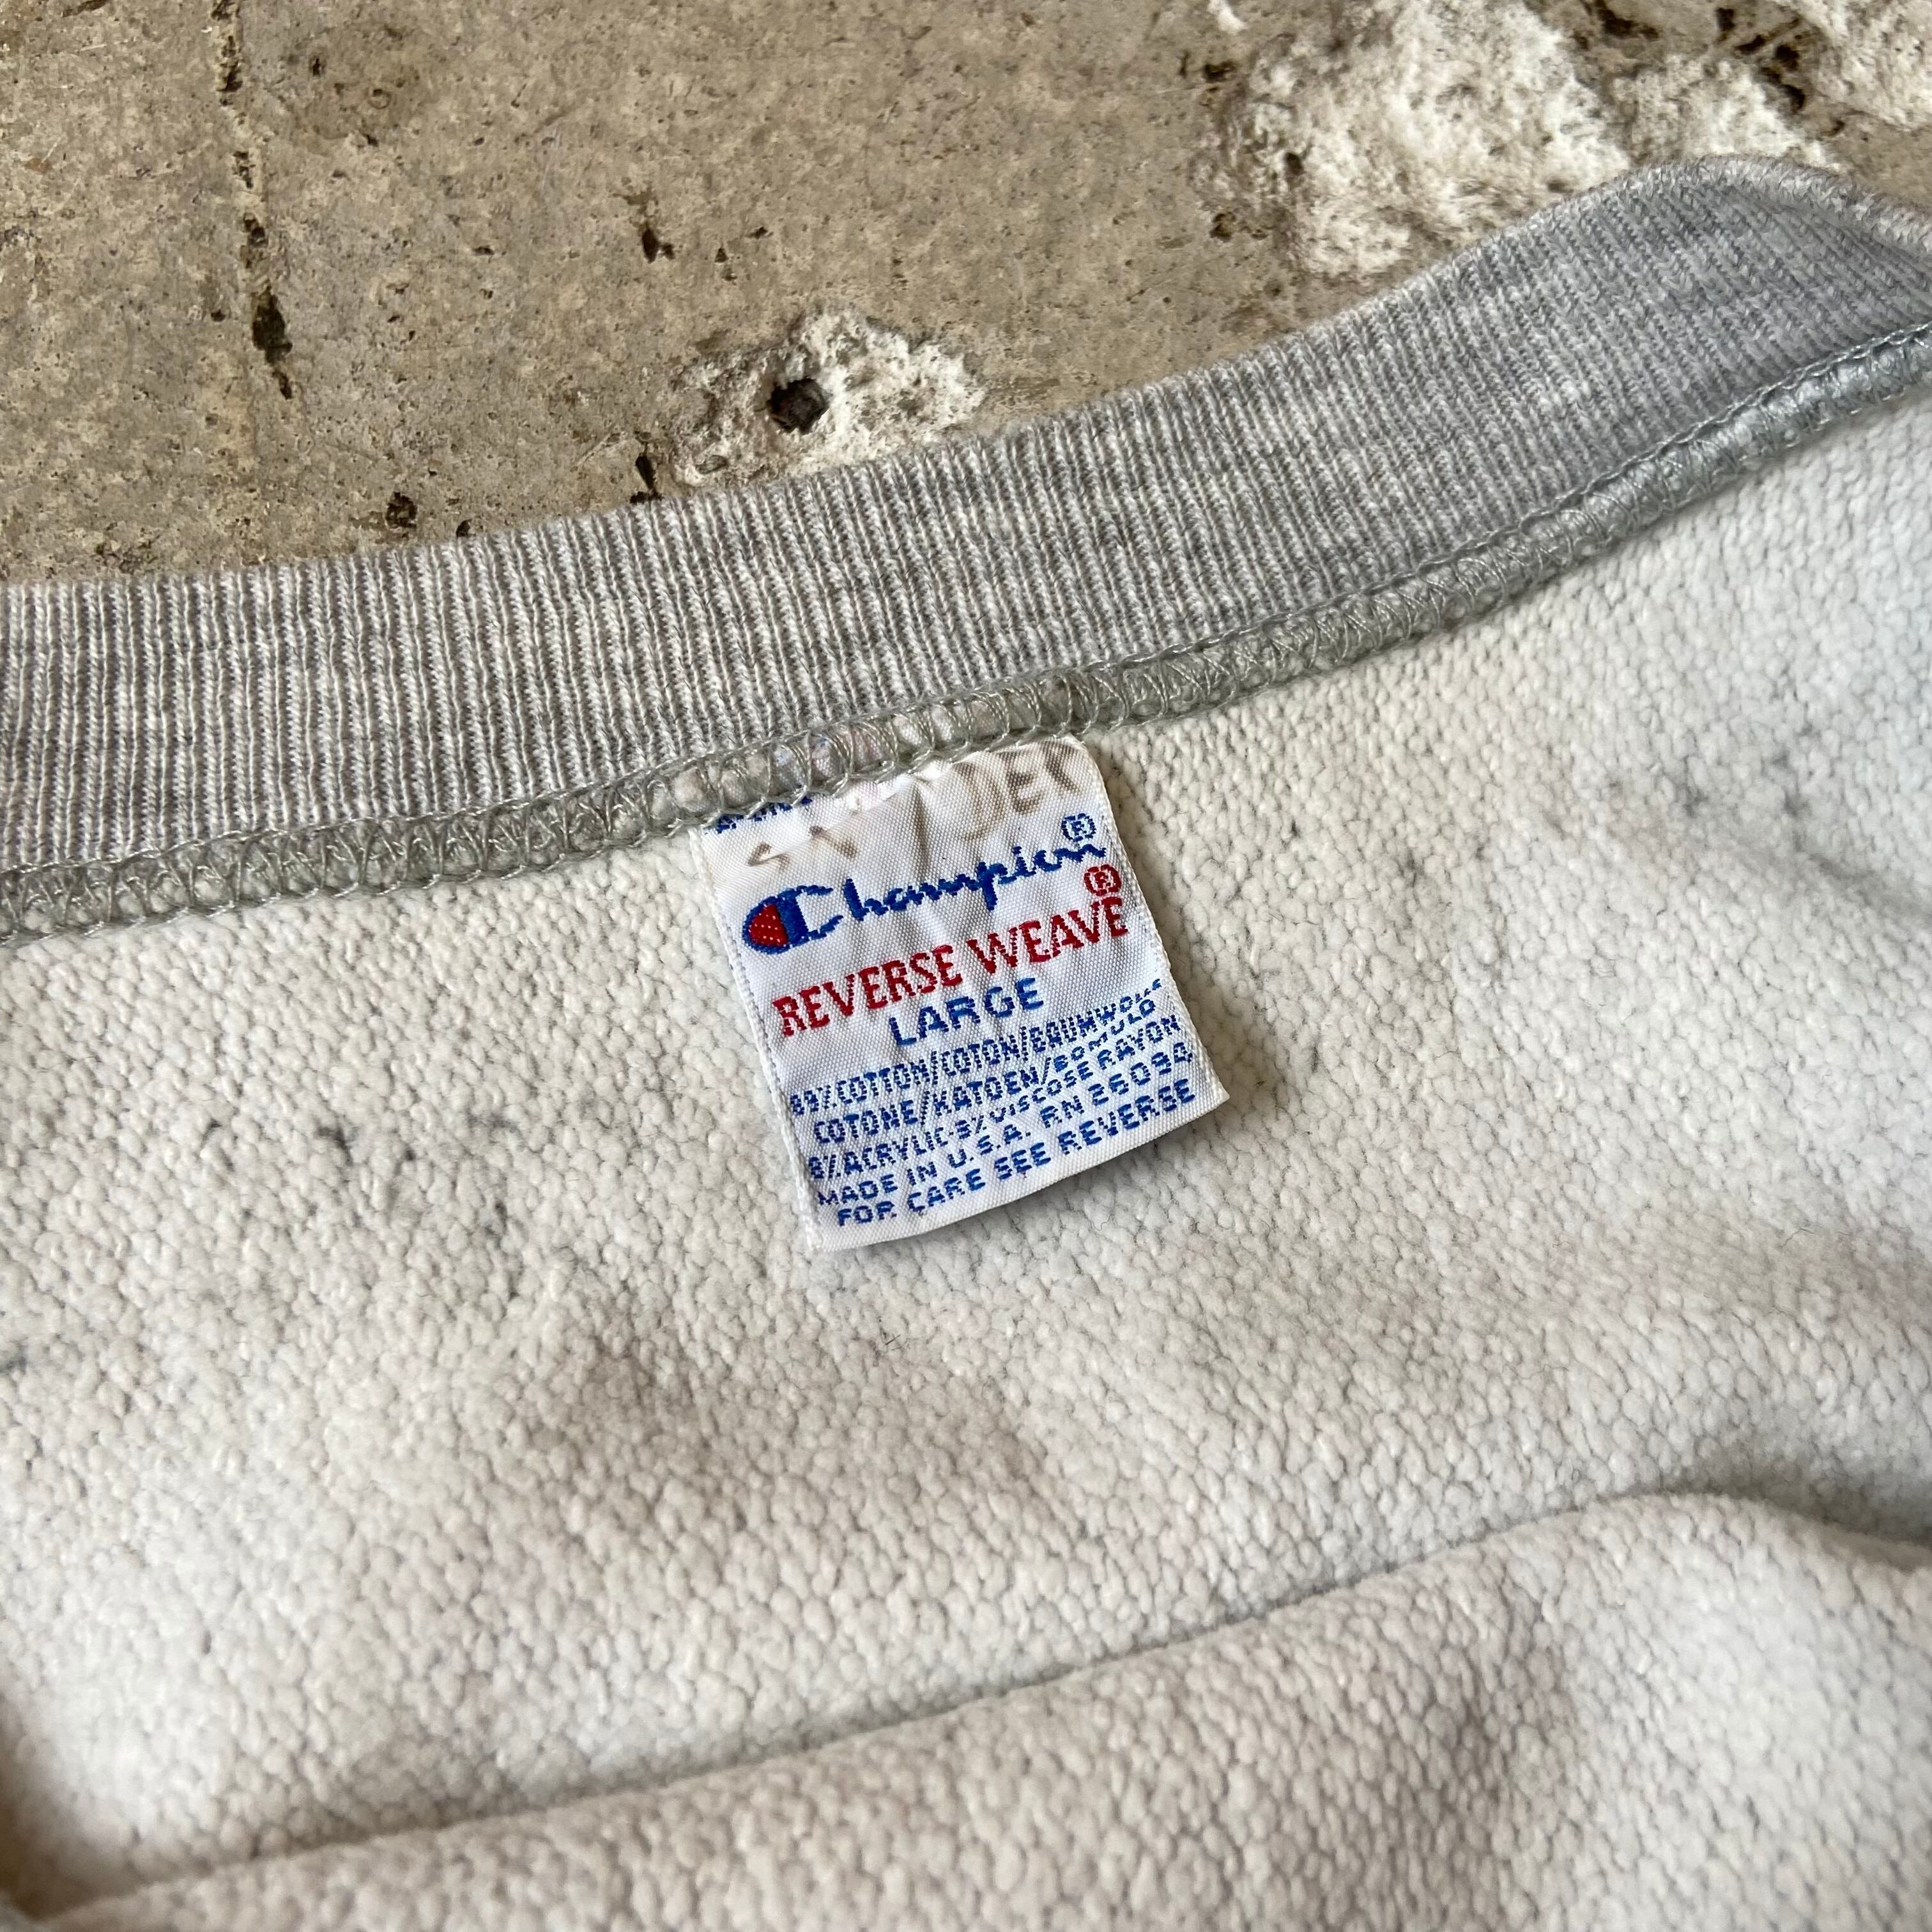 Champion®
REVERSE WEAVE®
LARGE
89% COTTON/COTON/BAUMWOLLE
COTONE/KATOEN/BOMULD
8% ACRYLIC-3% VISCOSE RAYON
MADE IN U.S.A. RN 26094
FOR CARE SEE REVERSE